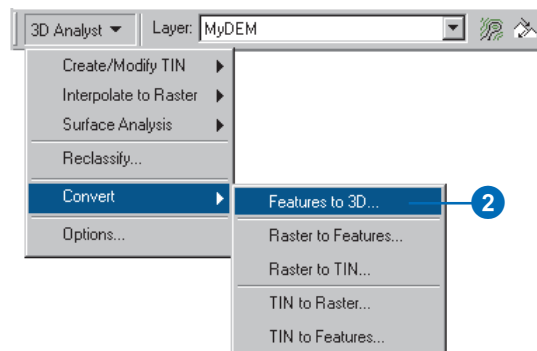 3D Analyst Layer: MyDEM
Create/Modify TIN
Interpolate to Raster
Surface Analysis
Reclassify...
Convert
Options...
Features to 3D... 2
Raster to Features...
Raster to TIN...
TIN to Raster...
TIN to Features...